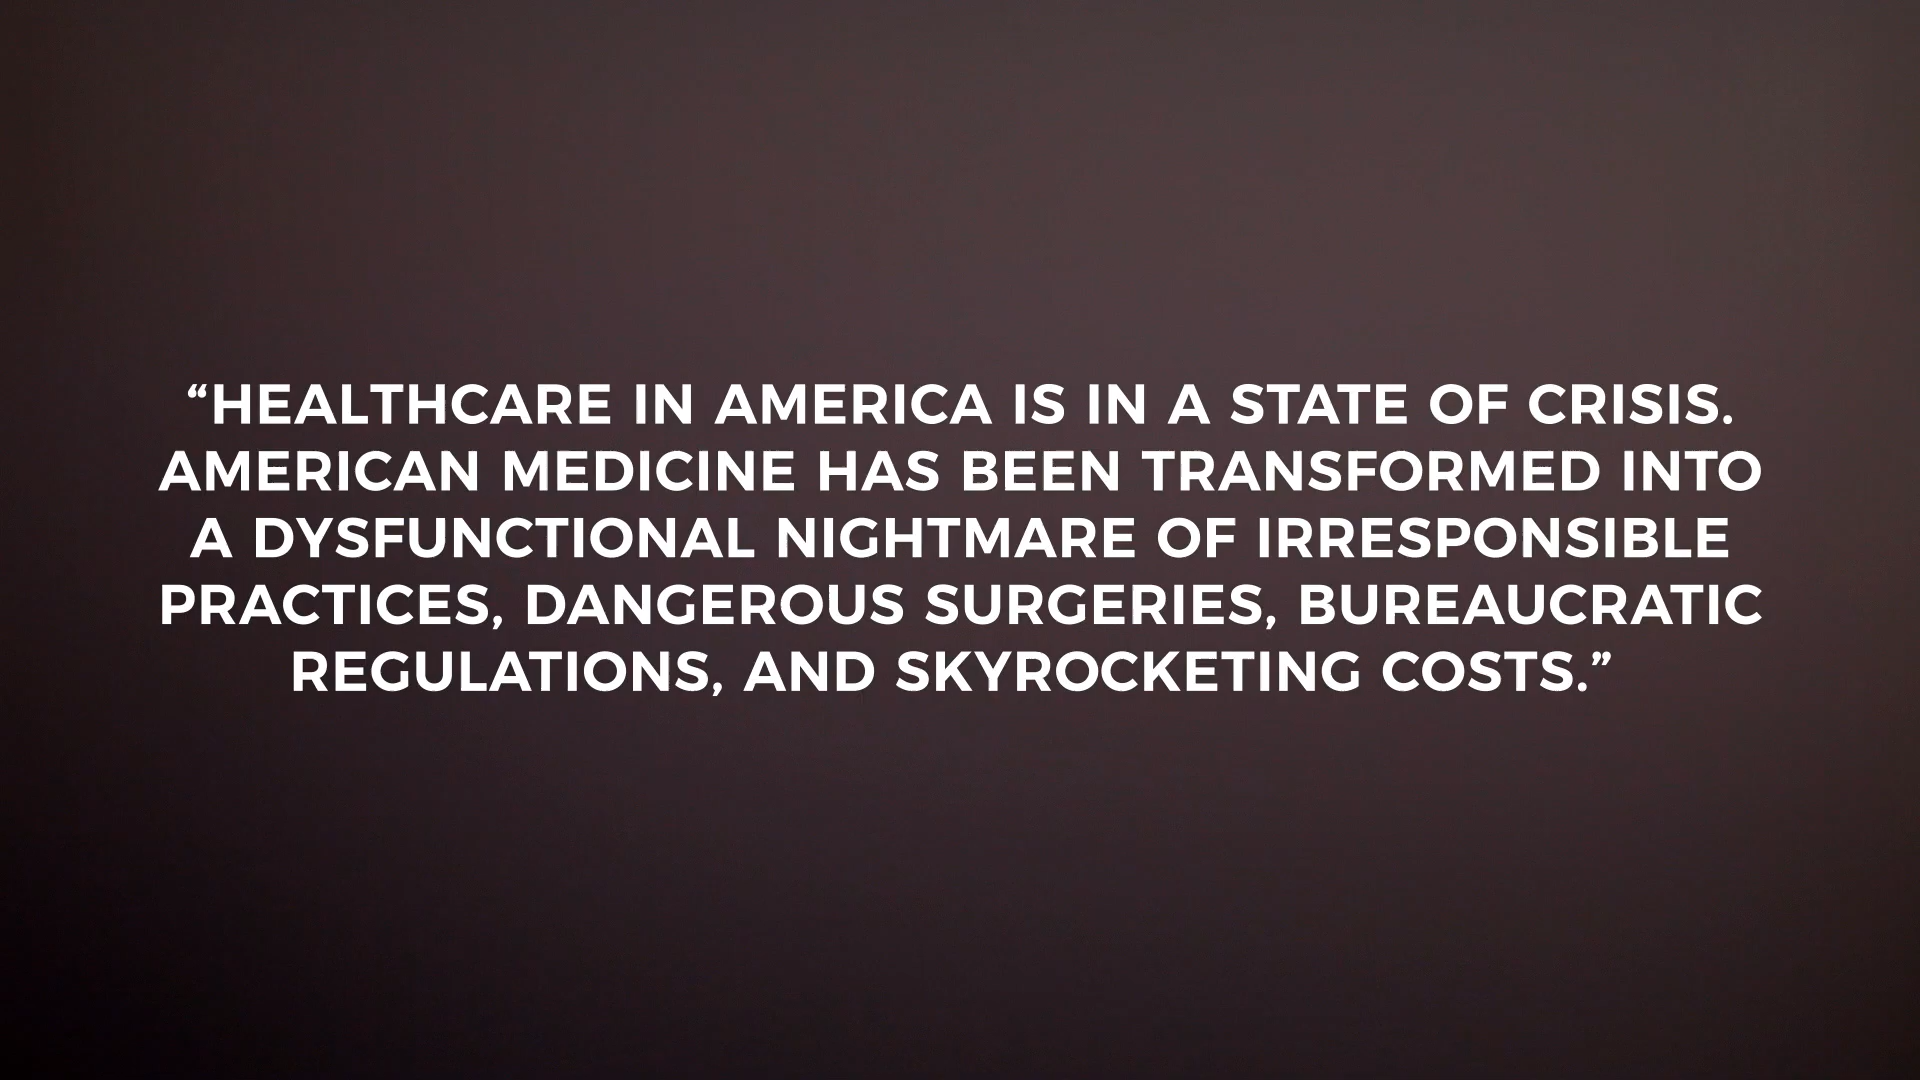 “HEALTHCARE IN AMERICA IS IN A STATE OF CRISIS.
AMERICAN MEDICINE HAS BEEN TRANSFORMED INTO
A DYSFUNCTIONAL NIGHTMARE OF IRRESPONSIBLE
PRACTICES, DANGEROUS SURGERIES, BUREAUCRATIC
REGULATIONS, AND SKYROCKETING COSTS.”